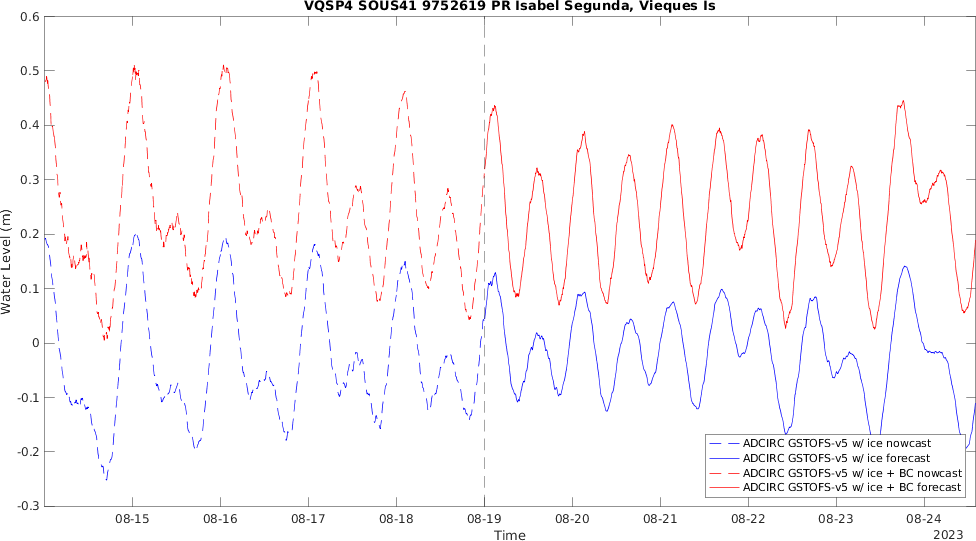 VQSP4 SOUS41 9752619 PR Isabel Segunda, Vieques Is
Water Level (m)
0.6
0.5
0.4
0.3
0.2
0.1
0
-0.1
-0.2
-0.3
ADCIRC GSTOFS-v5 w/ ice nowcast
ADCIRC GSTOFS-v5 w/ ice forecast
ADCIRC GSTOFS-v5 w/ ice + BC nowcast
ADCIRC GSTOFS-v5 w/ ice + BC forecast
08-15 08-16 08-17 08-18 08-19 08-20 08-21 08-22 08-23 08-24
Time
2023